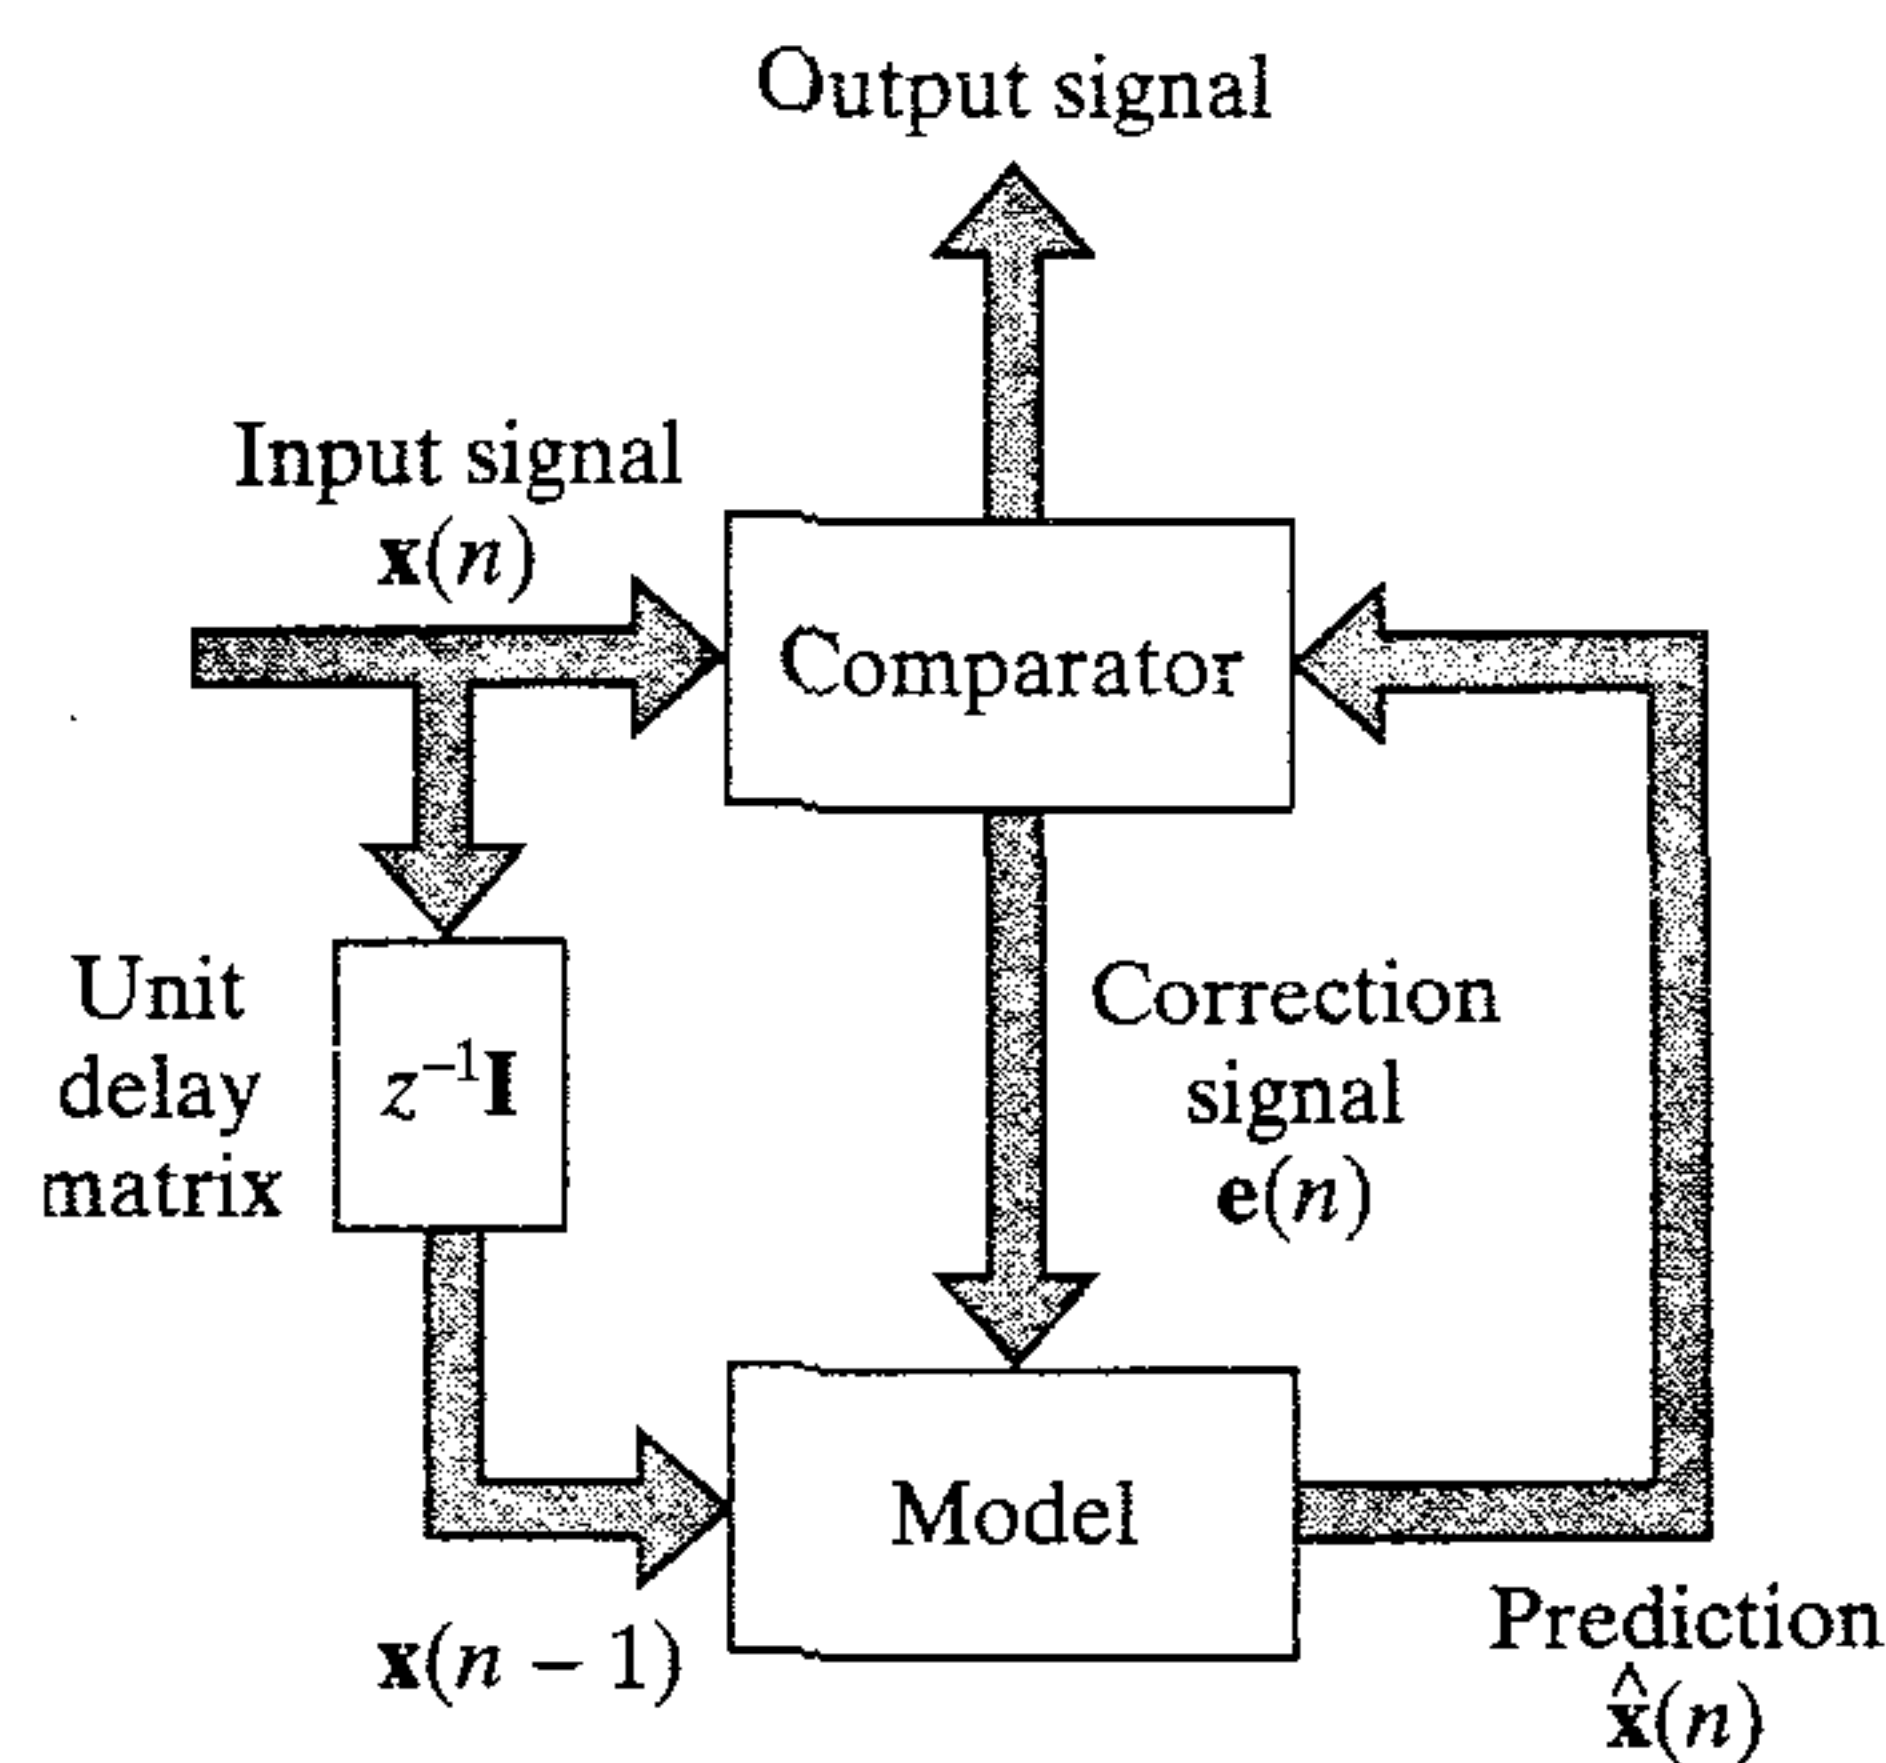 Output signal
Input signal
x(n)
Comparator
Unit
delay
matrix
z⁻¹I
Correction
signal
e(n)
Model
x(n – 1)
Prediction
x̂(n)